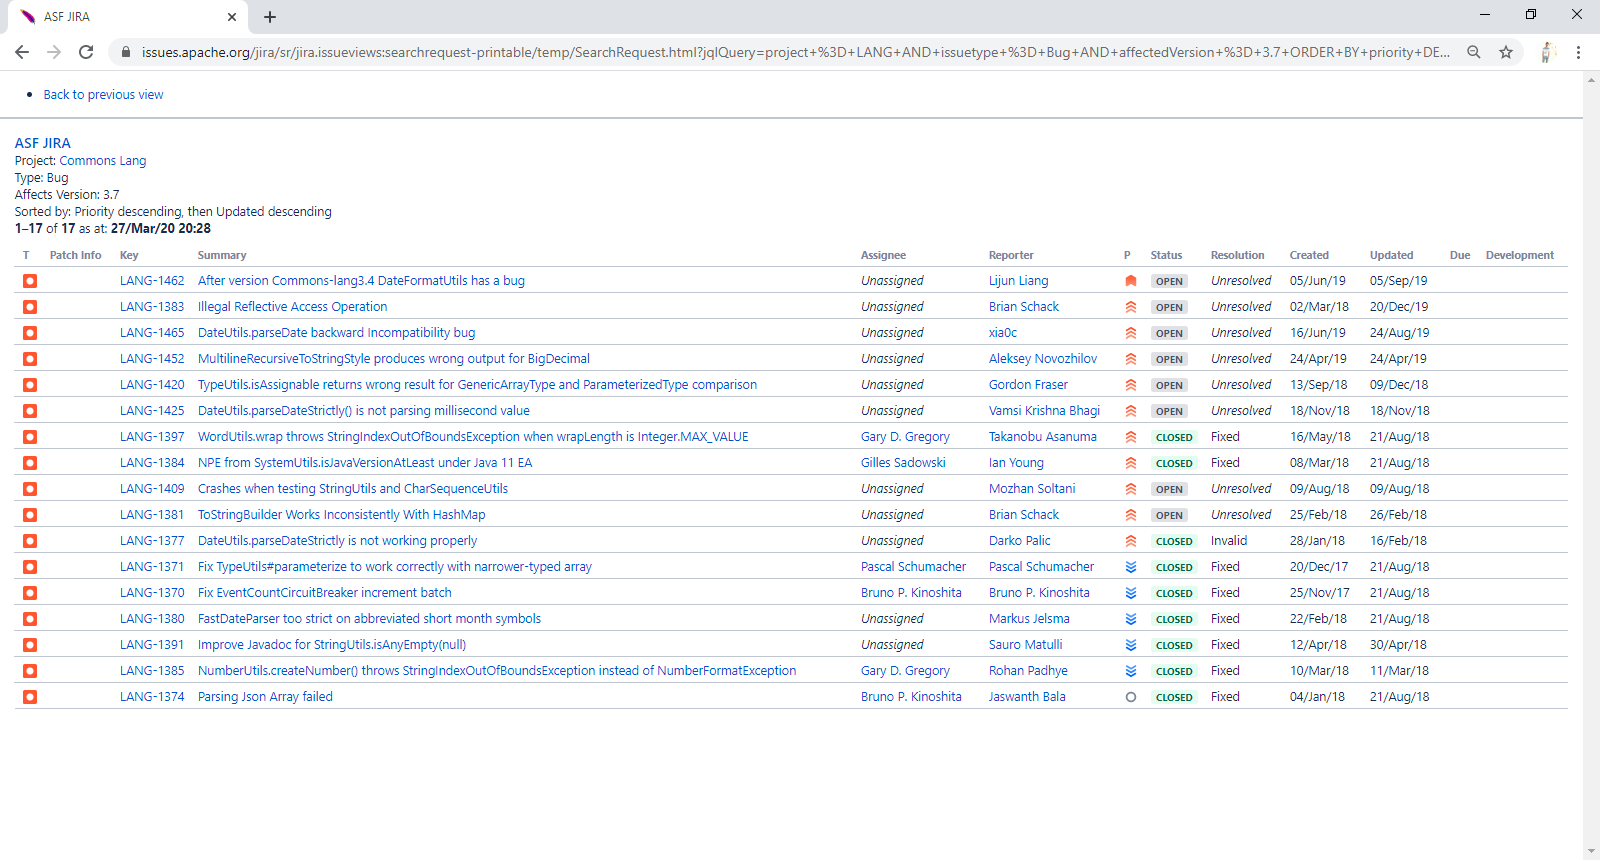 ASF JIRA
issues.apache.org/jira/sr/jira.issueviews:searchrequest-printable/temp/SearchRequest.html?jqlQuery=project+%3D+LANG+AND+issuetype+%3D+Bug+AND+affectedVersion+%3D+3.7+ORDER+BY+priority+DE...
Back to previous view
ASF JIRA
Project: Commons Lang
Type: Bug
Affects Version: 3.7
Sorted by: Priority descending, then Updated descending
1–17 of 17 as at: 27/Mar/20 20:28
T Patch Info Key Summary Assignee Reporter P Status Resolution Created Updated Due Development
LANG-1462 After version Commons-lang3.4 DateFormatUtils has a bug Unassigned Lijun Liang OPEN Unresolved 05/Jun/19 05/Sep/19
LANG-1383 Illegal Reflective Access Operation Unassigned Brian Schack OPEN Unresolved 02/Mar/18 20/Dec/19
LANG-1465 DateUtils.parseDate backward Incompatibility bug Unassigned xia0c OPEN Unresolved 16/Jun/19 24/Aug/19
LANG-1452 MultilineRecursiveToStringStyle produces wrong output for BigDecimal Unassigned Aleksey Novozhilov OPEN Unresolved 24/Apr/19 24/Apr/19
LANG-1420 TypeUtils.isAssignable returns wrong result for GenericArrayType and ParameterizedType comparison Unassigned Gordon Fraser OPEN Unresolved 13/Sep/18 09/Dec/18
LANG-1425 DateUtils.parseDateStrictly() is not parsing millisecond value Unassigned Vamsi Krishna Bhagi OPEN Unresolved 18/Nov/18 18/Nov/18
LANG-1397 WordUtils.wrap throws StringIndexOutOfBoundsException when wrapLength is Integer.MAX_VALUE Gary D. Gregory Takanobu Asanuma CLOSED Fixed 16/May/18 21/Aug/18
LANG-1384 NPE from SystemUtils.isJavaVersionAtLeast under Java 11 EA Gilles Sadowski Ian Young CLOSED Fixed 08/Mar/18 21/Aug/18
LANG-1409 Crashes when testing StringUtils and CharSequenceUtils Unassigned Mozhan Soltani OPEN Unresolved 09/Aug/18 09/Aug/18
LANG-1381 ToStringBuilder Works Inconsistently With HashMap Unassigned Brian Schack OPEN Unresolved 25/Feb/18 26/Feb/18
LANG-1377 DateUtils.parseDateStrictly is not working properly Unassigned Darko Palic CLOSED Invalid 28/Jan/18 16/Feb/18
LANG-1371 Fix TypeUtils#parameterize to work correctly with narrower-typed array Pascal Schumacher Pascal Schumacher CLOSED Fixed 20/Dec/17 21/Aug/18
LANG-1370 Fix EventCountCircuitBreaker increment batch Bruno P. Kinoshita Bruno P. Kinoshita CLOSED Fixed 25/Nov/17 21/Aug/18
LANG-1380 FastDateParser too strict on abbreviated short month symbols Unassigned Markus Jelsma CLOSED Fixed 22/Feb/18 21/Aug/18
LANG-1391 Improve Javadoc for StringUtils.isAnyEmpty(null) Unassigned Sauro Matulli CLOSED Fixed 12/Apr/18 30/Apr/18
LANG-1385 NumberUtils.createNumber() throws StringIndexOutOfBoundsException instead of NumberFormatException Gary D. Gregory Rohan Padhye CLOSED Fixed 10/Mar/18 11/Mar/18
LANG-1374 Parsing Json Array failed Bruno P. Kinoshita Jaswanth Bala CLOSED Fixed 04/Jan/18 21/Aug/18